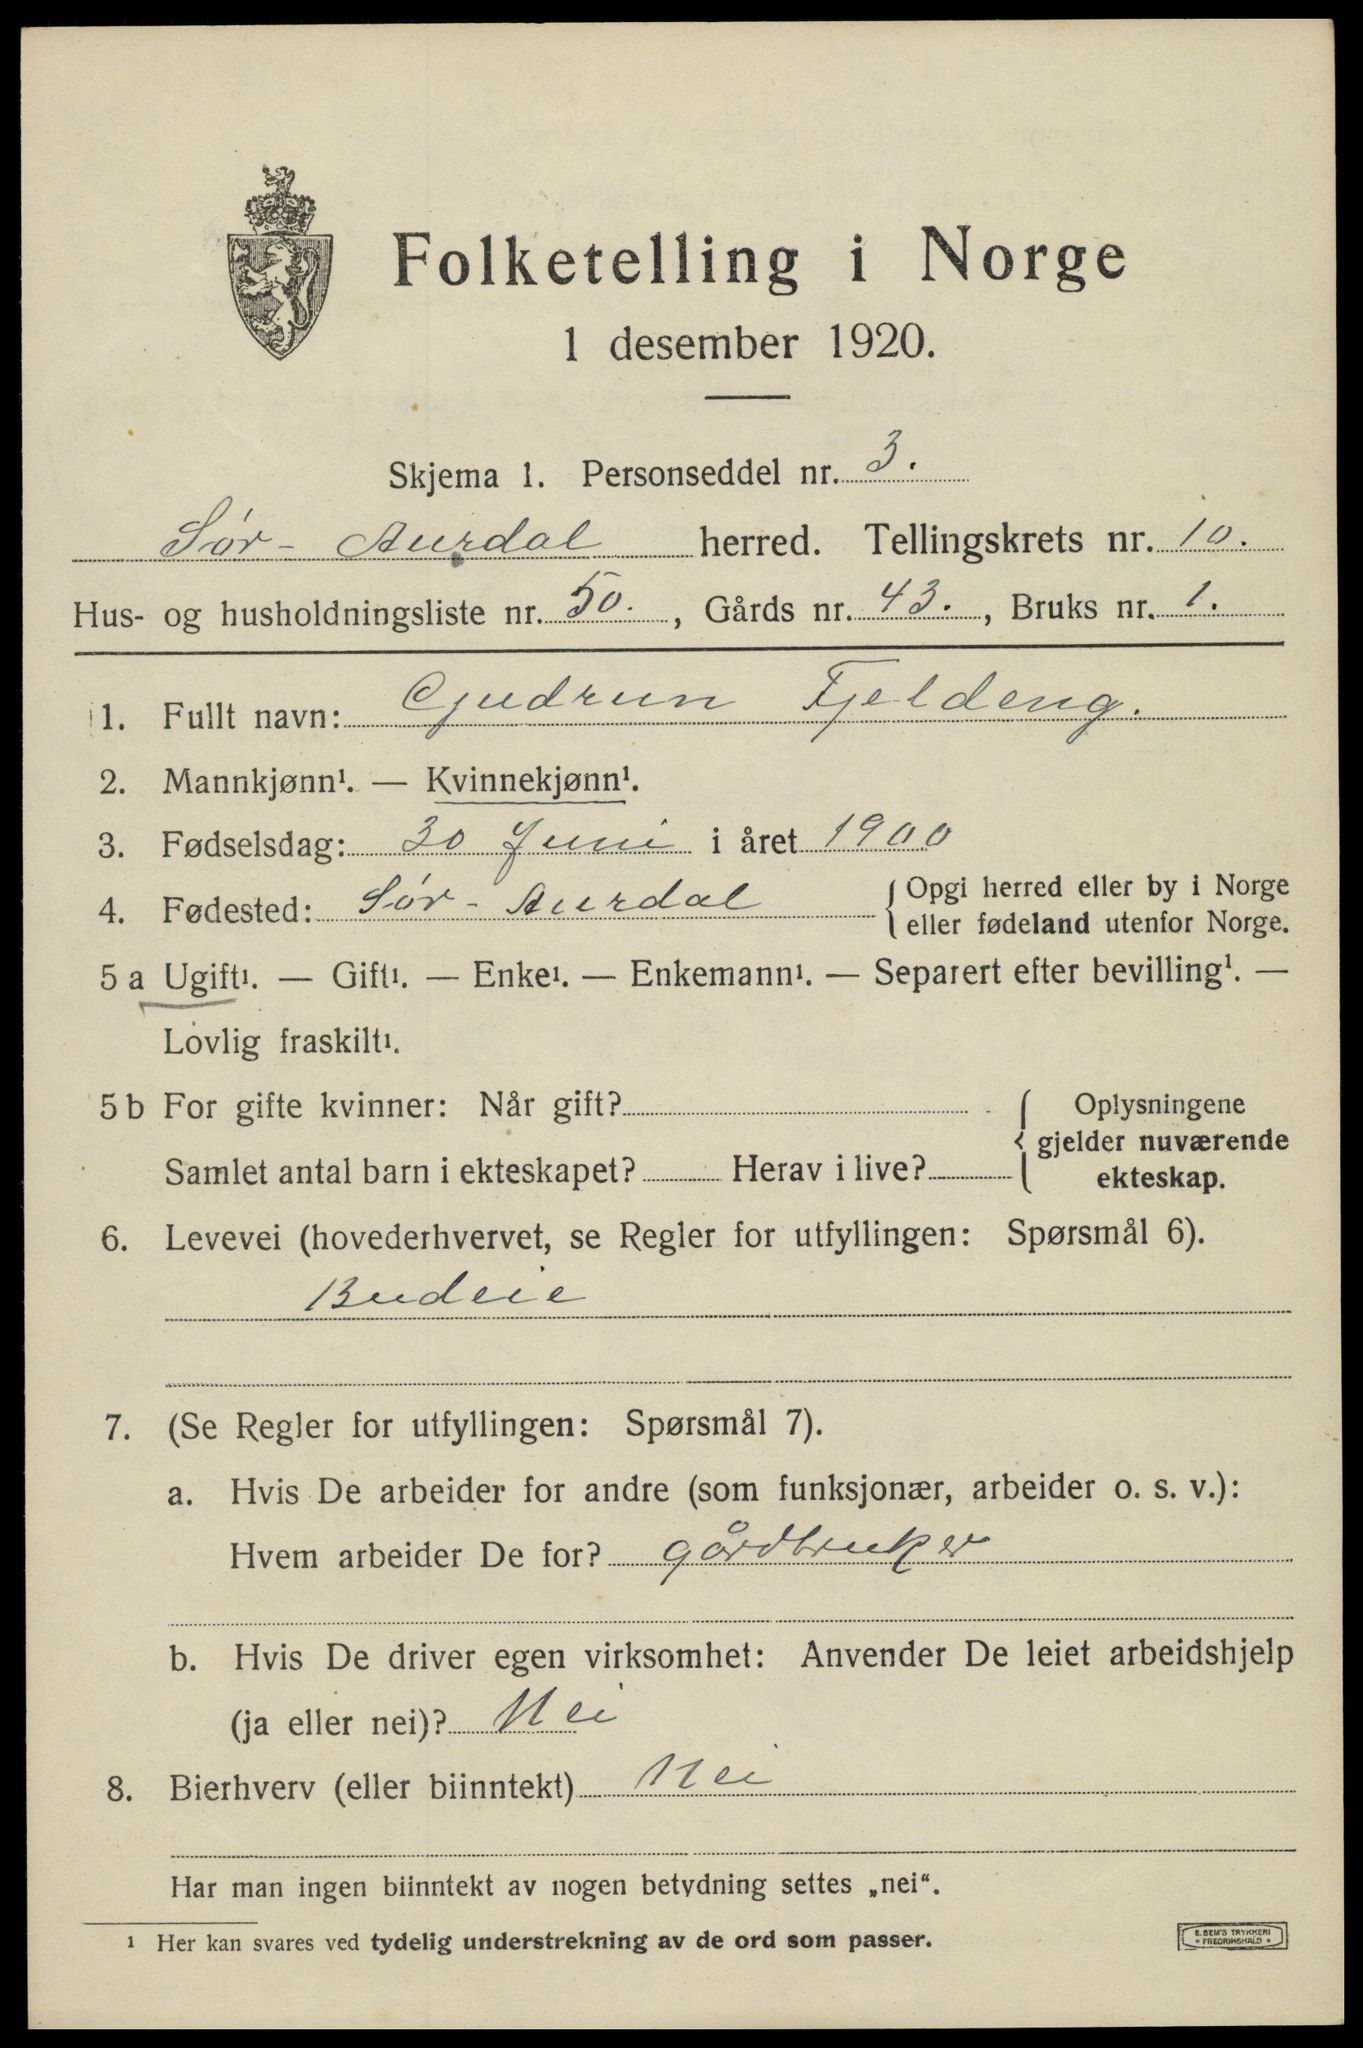 Folketelling i Norge
1 desember 1920.
Skjema 1. Personseddel nr. 3.
Sør-Aurdal herred. Tellingskrets nr. 10.
Hus- og husholdningsliste nr. 50., Gårds nr. 43., Bruks nr. 1.
1. Fullt navn: Gudrun Fjeldeng.
2. Mannkjønn¹. — Kvinnekjønn¹.
3. Fødselsdag: 30 Juni i året 1900
4. Fødested: Sør-Aurdal { Opgi herred eller by i Norge
eller fødeland utenfor Norge.
5 a Ugift¹. — Gift¹. — Enke¹. — Enkemann¹. — Separert efter bevilling¹. —
Lovlig fraskilt¹.
5 b For gifte kvinner: Når gift? { Oplysningene
gjelder nuværende
Samlet antal barn i ekteskapet? Herav i live? ekteskap.
6. Levevei (hovederhvervet, se Regler for utfyllingen: Spørsmål 6).
Budeie
7. (Se Regler for utfyllingen: Spørsmål 7).
a. Hvis De arbeider for andre (som funksjonær, arbeider o. s. v.):
Hvem arbeider De for? gårdbruker
b. Hvis De driver egen virksomhet: Anvender De leiet arbeidshjelp
(ja eller nei)? Nei
8. Bierhverv (eller biinntekt) Nei
Har man ingen biinntekt av nogen betydning settes „nei“.
¹ Her kan svares ved tydelig understrekning av de ord som passer.
E. SEM'S TRYKKERI
FREDRIKSHALD